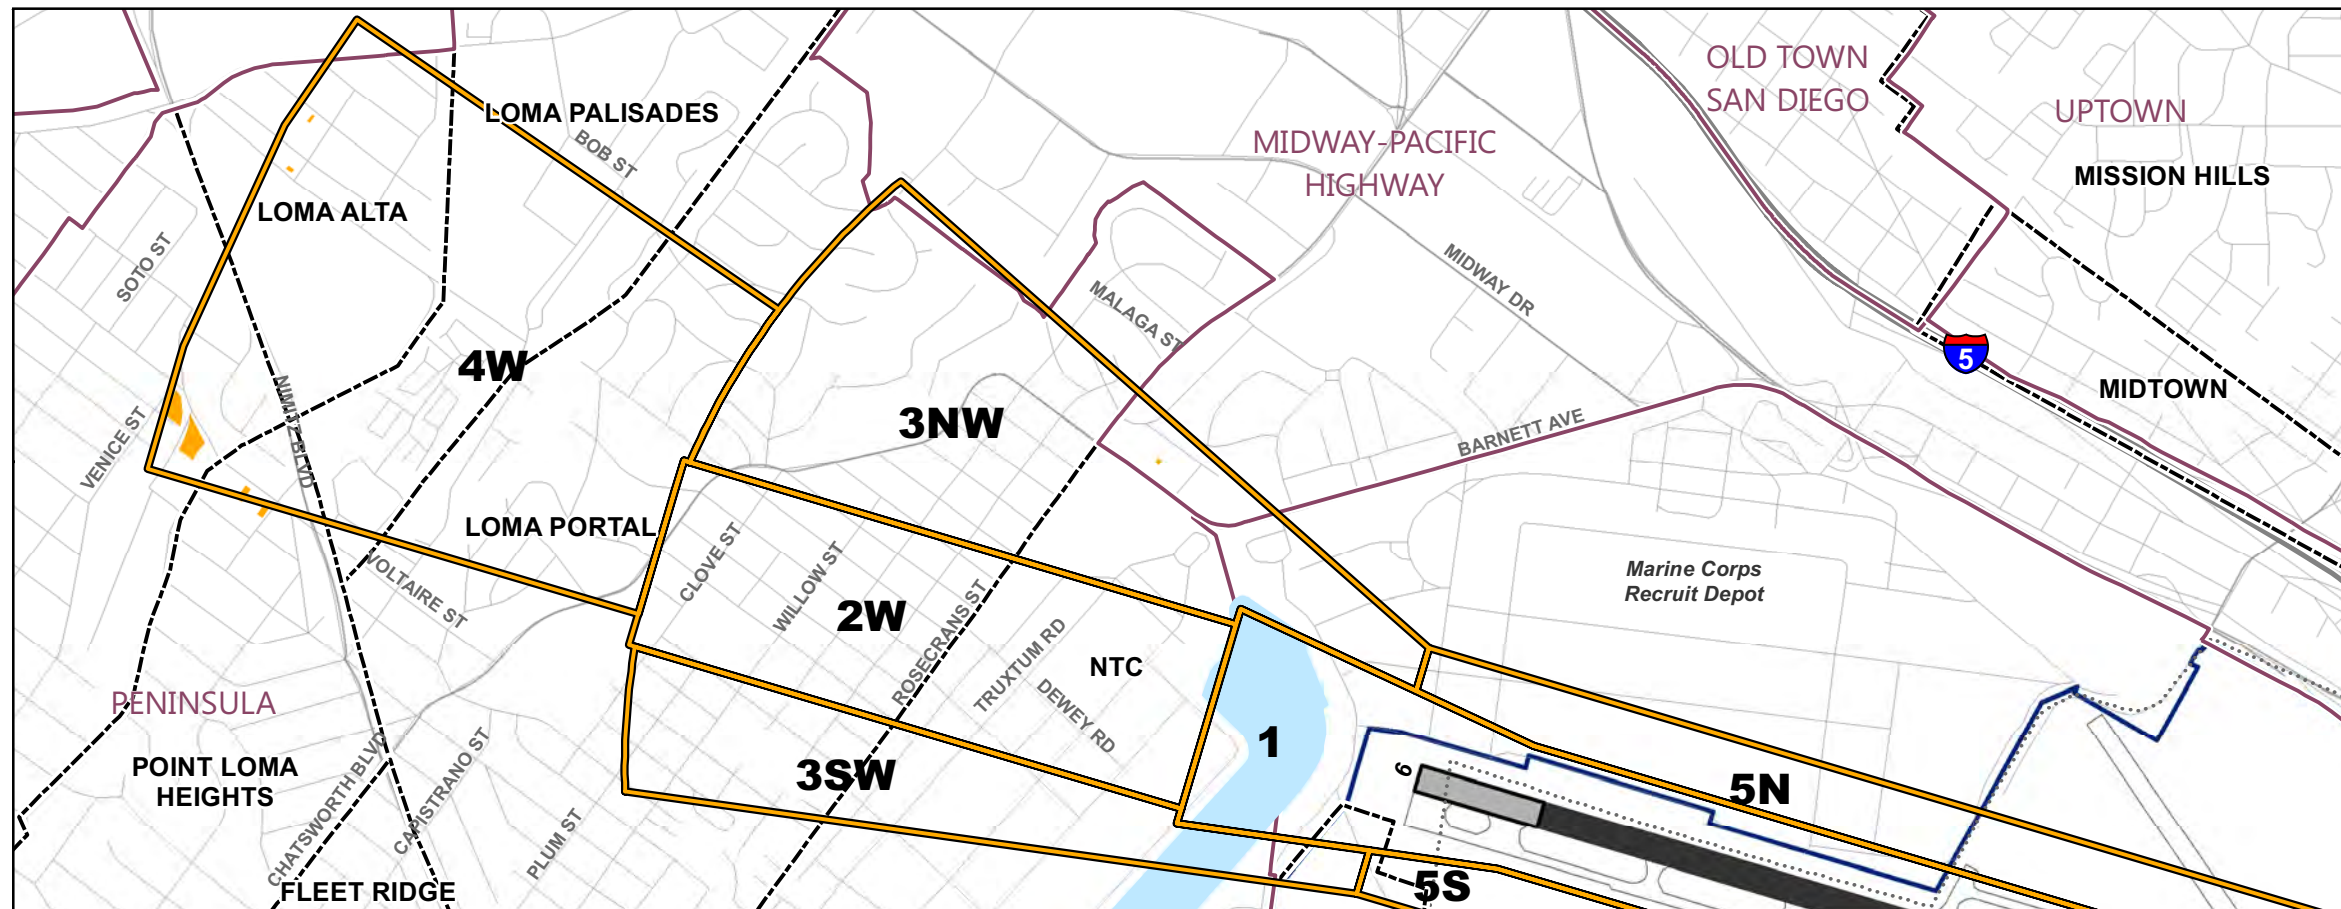 OLD TOWN
SAN DIEGO
UPTOWN
LOMA PALISADES
BOB ST
MIDWAY-PACIFIC
HIGHWAY
MISSION HILLS
LOMA ALTA
SOTO ST
MALAGA ST
MIDWAY DR
5
4W
MIDTOWN
NIMITZ BLVD
VENICE ST
3NW
BARNETT AVE
LOMA PORTAL
CLOVE ST
WILLOW ST
VOLTAIRE ST
Marine Corps
Recruit Depot
2W
ROSECRANS ST
TRUXTUM RD
NTC
DEWEY RD
PENINSULA
POINT LOMA
HEIGHTS
CHATSWORTH BLVD
CAPISTRANO ST
PLUM ST
3SW
1
9
5N
FLEET RIDGE
5S